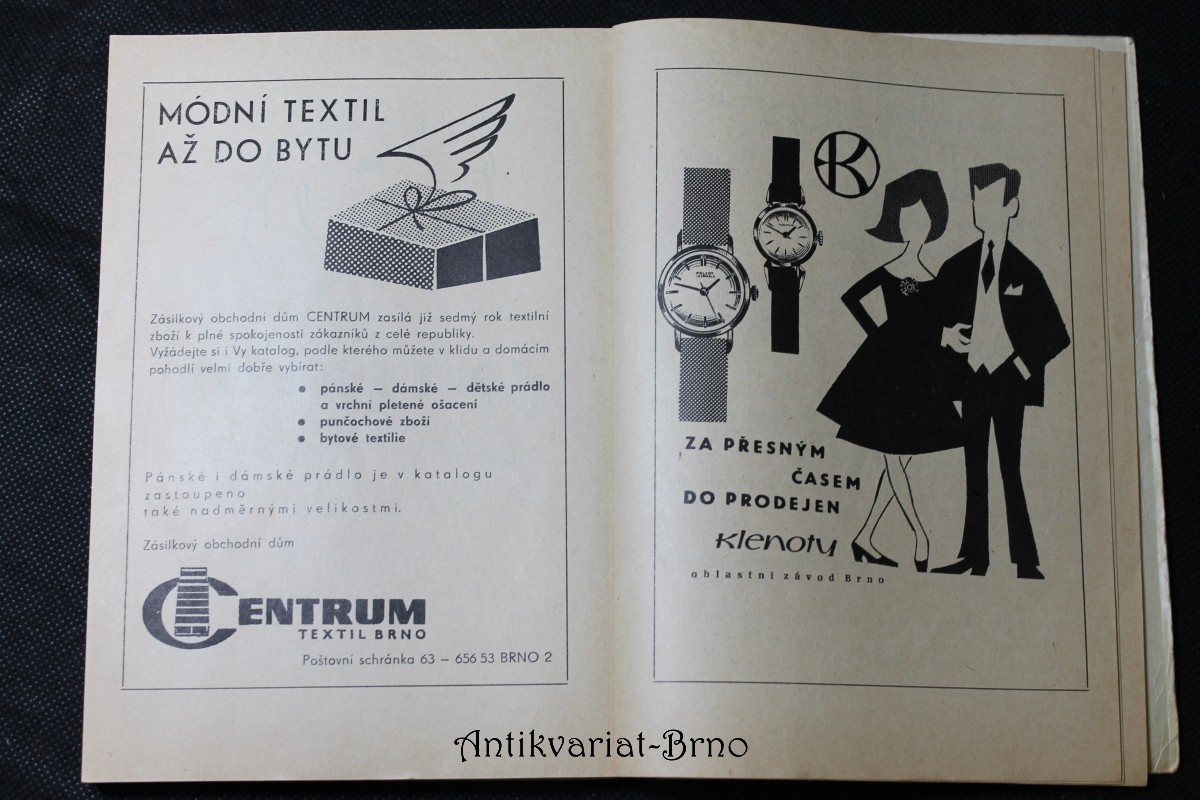 MÓDNÍ TEXTIL
AŽ DO BYTU
Zásilkový obchodní dům CENTRUM zasílá již sedmý rok textilní
zboží k plné spokojenosti zákazníků z celé republiky.
Vyžádejte si i Vy katalog, podle kterého můžete v klidu a domácím
pohodlí velmi dobře vybírat:
● pánské — dámské — dětské prádlo
a vrchní pletené ošacení
● punčochové zboží
● bytové textilie
Pánské i dámské prádlo je v katalogu
zastoupeno
také nadměrnými velikostmi.
Zásilkový obchodní dům
CENTRUM
TEXTIL BRNO
Poštovní schránka 63 — 656 53 BRNO 2
K
ZA PŘESNÝM
ČASEM
DO PRODEJEN
Klenoty
oblastní závod Brno
Antikvariat-Brno